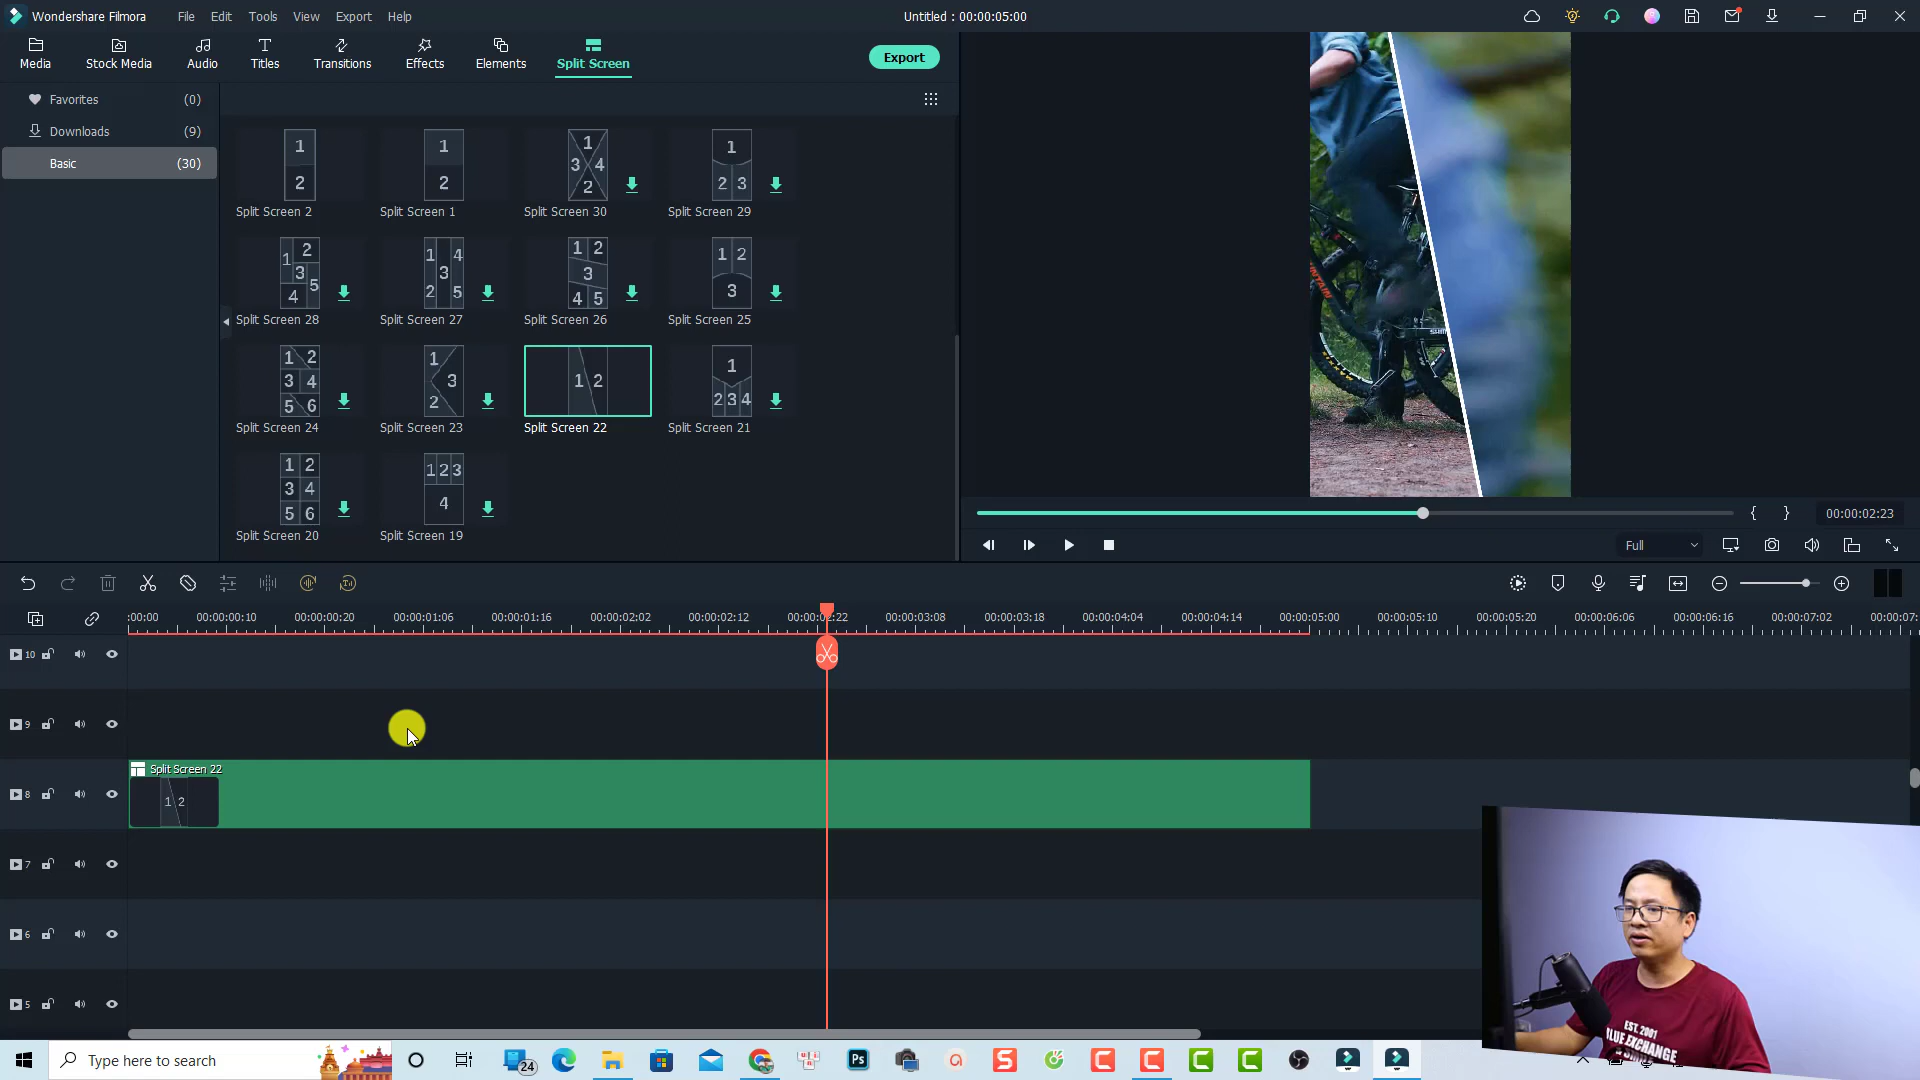 Wondershare Filmora
File Edit Tools View Export Help
Untitled : 00:00:05:00
Media Stock Media Audio Titles Transitions Effects Elements Split Screen
Export
Favorites (0)
Downloads (9)
Basic (30)
1 2
Split Screen 2
1 2
Split Screen 1
1 3 4 2
Split Screen 30
1 2 3
Split Screen 29
1 2 3 5 4
Split Screen 28
1 4 3 2 5
Split Screen 27
1 2 3 4 5
Split Screen 26
1 2 3
Split Screen 25
1 2 3 4 5 6
Split Screen 24
1 3 2
Split Screen 23
1 2
Split Screen 22
1 2 3 4
Split Screen 21
1 2 3 4 5 6
Split Screen 20
1 2 3 4
Split Screen 19
{ } 00:00:02:23
Full
:00:00 00:00:00:10 00:00:00:20 00:00:01:06 00:00:01:16 00:00:02:02 00:00:02:12 00:00:02:22 00:00:03:08 00:00:03:18 00:00:04:04 00:00:04:14 00:00:05:00 00:00:05:10 00:00:05:20 00:00:06:06 00:00:06:16 00:00:07:02 00:00:07:
10
9
Split Screen 22
8
1 2
7
6
5
EST. 2001
BLUE EXCHANGE
Type here to search
24
Ps